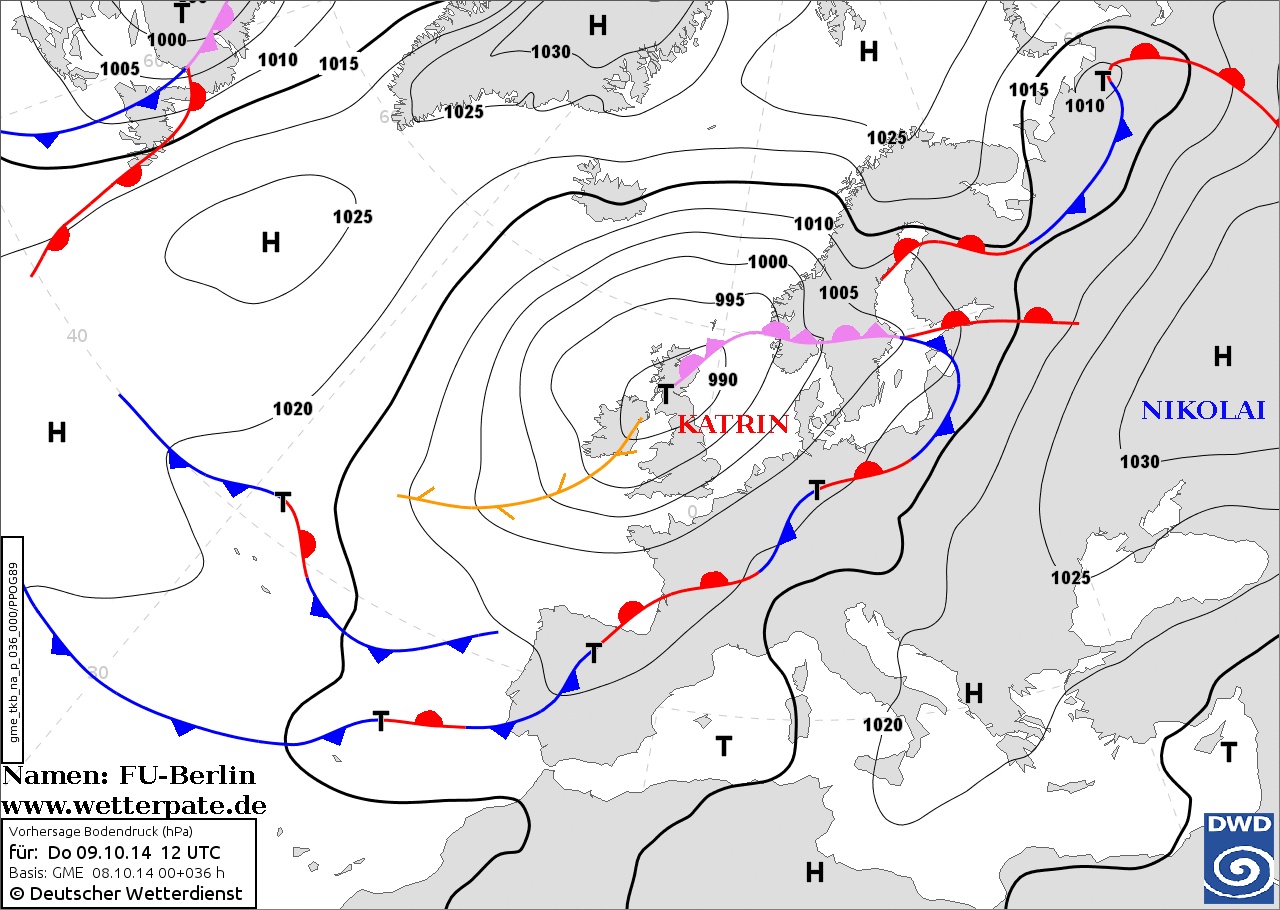 T
H
H
1000
60
1005
1010
1015
1030
1025
60
1025
1015
T
1010
60
1025
H
1010
1000
1005
995
40
990
T
KATRIN
H
NIKOLAI
1020
H
1030
T
T
0
1025
gme_tkb_na_p_036_000/PPOG89
T
30
T
H
1020
T
T
Namen: FU-Berlin
www.wetterpate.de
Vorhersage Bodendruck (hPa)
für: Do 09.10.14 12 UTC
Basis: GME 08.10.14 00+036 h
© Deutscher Wetterdienst
H
DWD